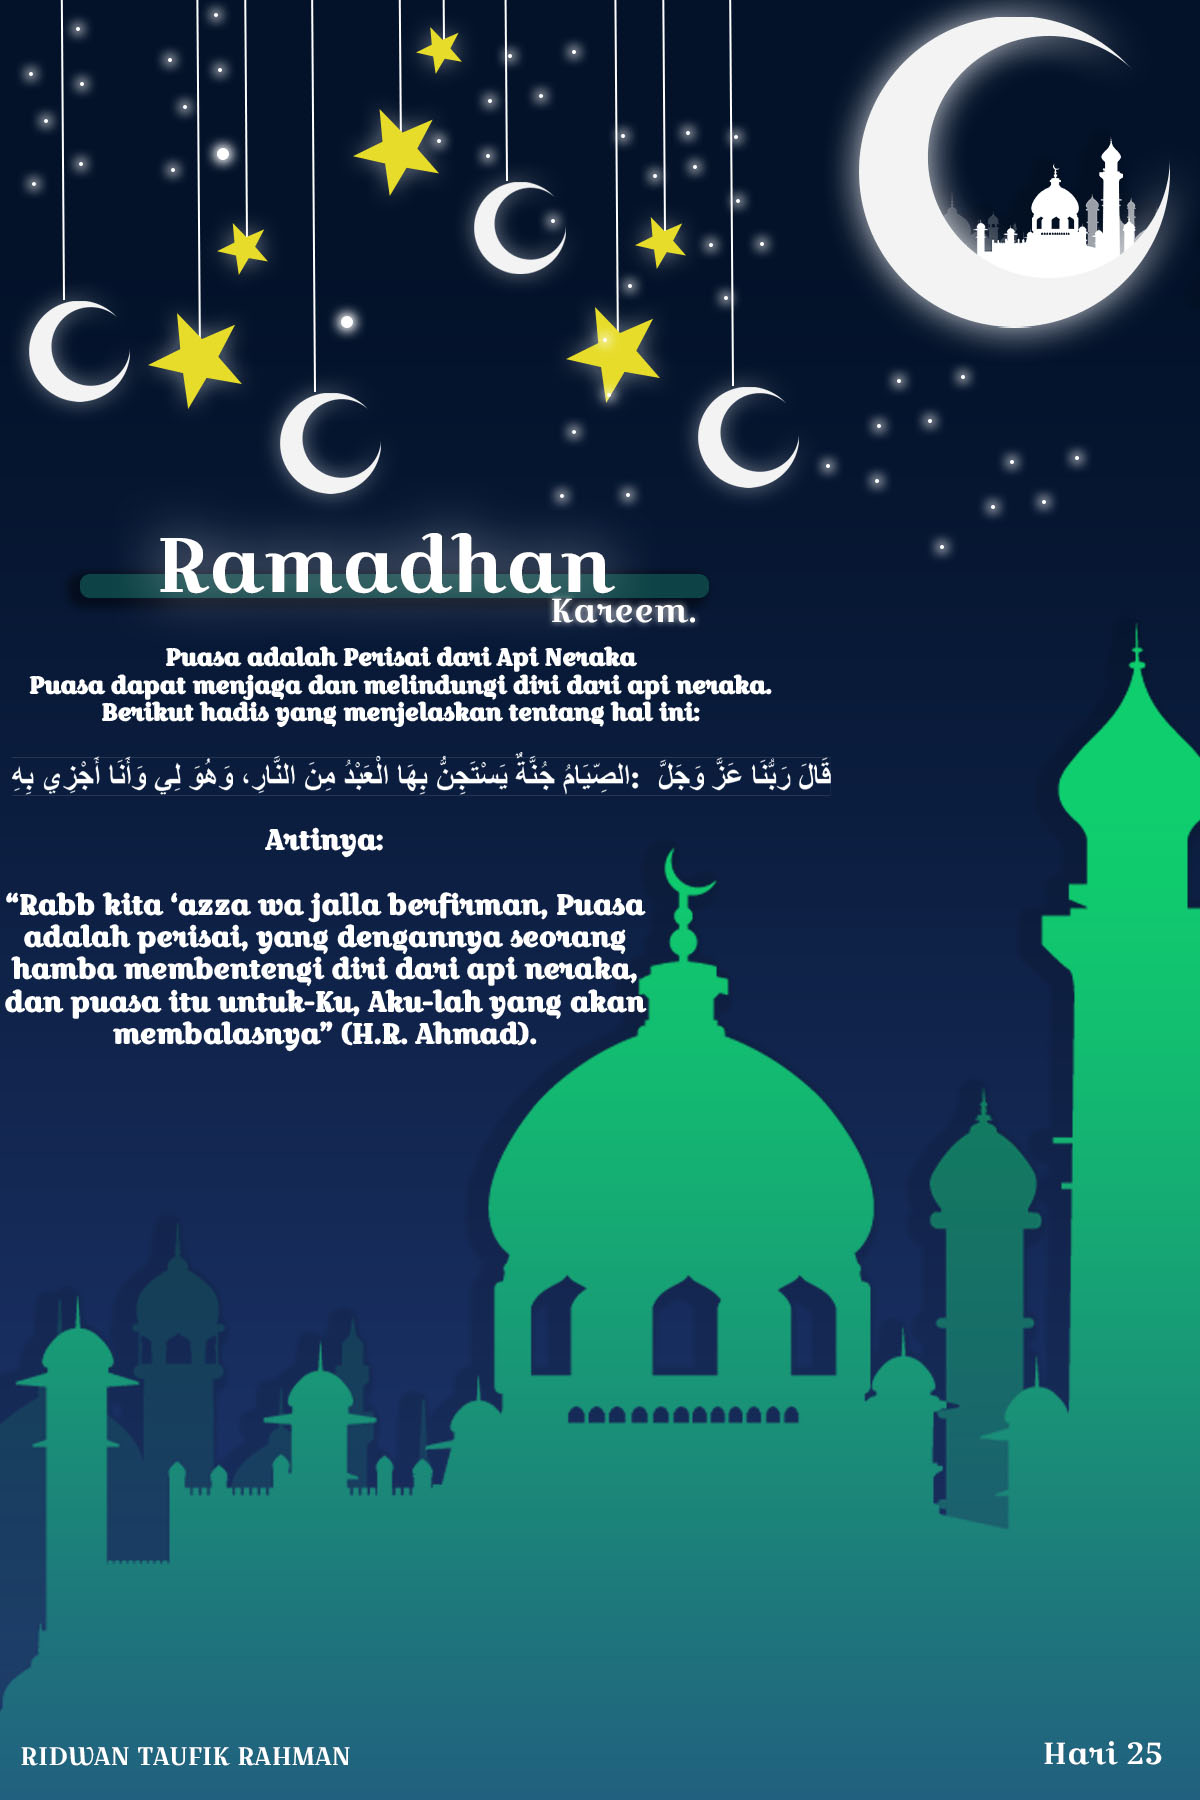 Ramadhan
Kareem.
Puasa adalah Perisai dari Api Neraka
Puasa dapat menjaga dan melindungi diri dari api neraka.
Berikut hadis yang menjelaskan tentang hal ini:
قَالَ رَبُّنَا عَزَّ وَجَلَّ :الصِّيَامُ جُنَّةٌ يَسْتَجِنُّ بِهَا الْعَبْدُ مِنَ النَّارِ، وَهُوَ لِي وَأَنَا أَجْزِي بِهِ
Artinya:
“Rabb kita ‘azza wa jalla berfirman, Puasa
adalah perisai, yang dengannya seorang
hamba membentengi diri dari api neraka,
dan puasa itu untuk-Ku, Aku-lah yang akan
membalasnya” (H.R. Ahmad).
RIDWAN TAUFIK RAHMAN
Hari 25